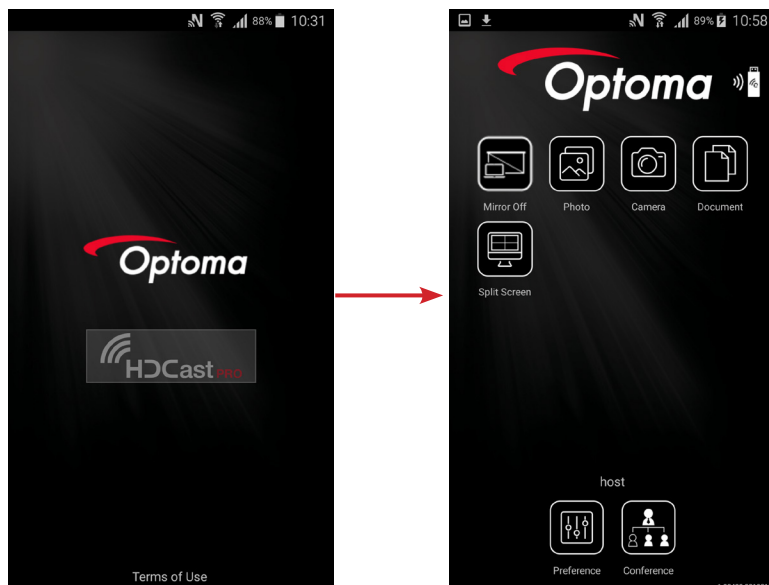 88% 10:31
Optoma
HDCast PRO
Terms of Use
89% 10:58
Optoma
Mirror Off
Photo
Camera
Document
Split Screen
host
Preference
Conference